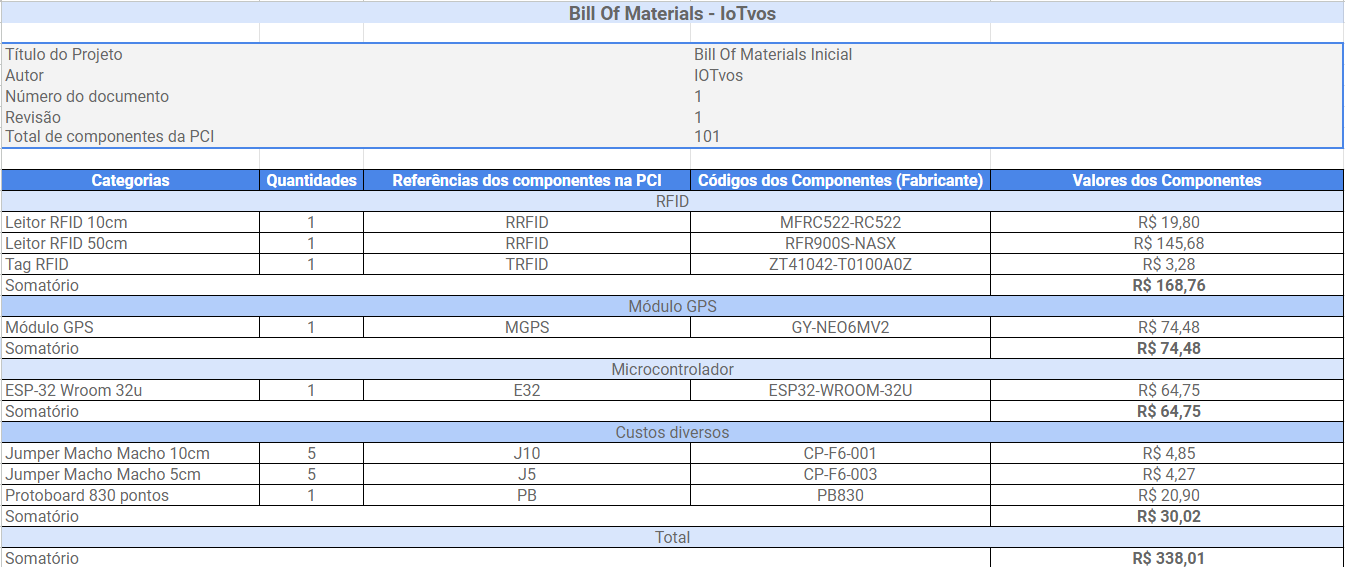 Bill Of Materials - IoTvos
Título do Projeto Bill Of Materials Inicial
Autor IOTvos
Número do documento 1
Revisão 1
Total de componentes da PCI 101
Categorias Quantidades Referências dos componentes na PCI Códigos dos Componentes (Fabricante) Valores dos Componentes
RFID
Leitor RFID 10cm 1 RRFID MFRC522-RC522 R$ 19,80
Leitor RFID 50cm 1 RRFID RFR900S-NASX R$ 145,68
Tag RFID 1 TRFID ZT41042-T0100A0Z R$ 3,28
Somatório R$ 168,76
Módulo GPS
Módulo GPS 1 MGPS GY-NEO6MV2 R$ 74,48
Somatório R$ 74,48
Microcontrolador
ESP-32 Wroom 32u 1 E32 ESP32-WROOM-32U R$ 64,75
Somatório R$ 64,75
Custos diversos
Jumper Macho Macho 10cm 5 J10 CP-F6-001 R$ 4,85
Jumper Macho Macho 5cm 5 J5 CP-F6-003 R$ 4,27
Protoboard 830 pontos 1 PB PB830 R$ 20,90
Somatório R$ 30,02
Total
Somatório R$ 338,01